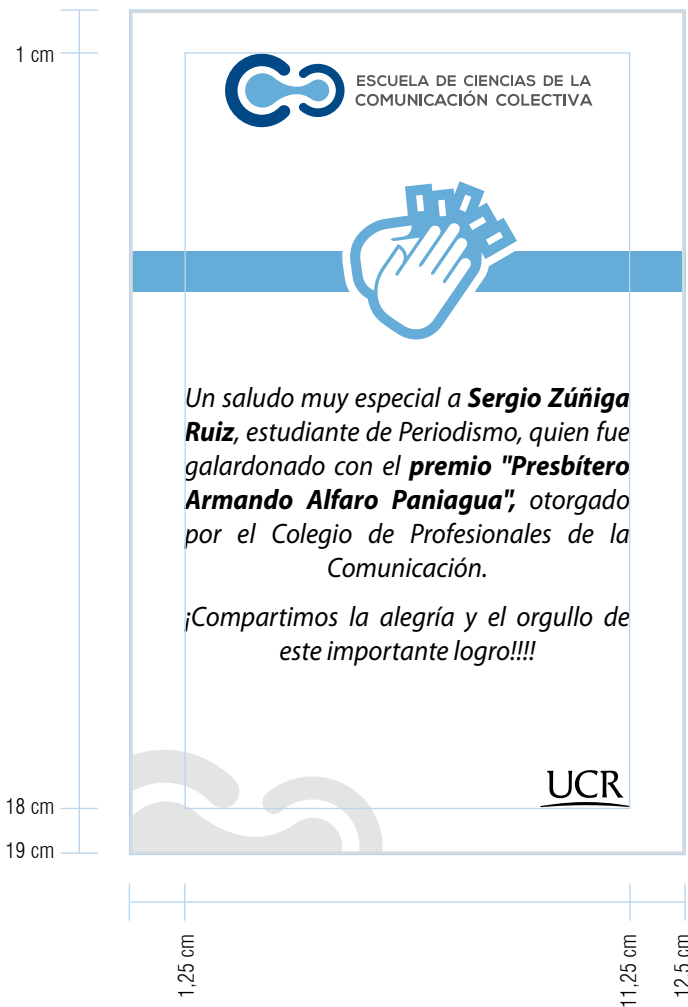 1 cm
ESCUELA DE CIENCIAS DE LA
COMUNICACIÓN COLECTIVA
Un saludo muy especial a Sergio Zúñiga
Ruiz, estudiante de Periodismo, quien fue
galardonado con el premio "Presbítero
Armando Alfaro Paniagua", otorgado
por el Colegio de Profesionales de la
Comunicación.
¡Compartimos la alegría y el orgullo de
este importante logro!!!!
UCR
18 cm
19 cm
1,25 cm
11,25 cm
12,5 cm